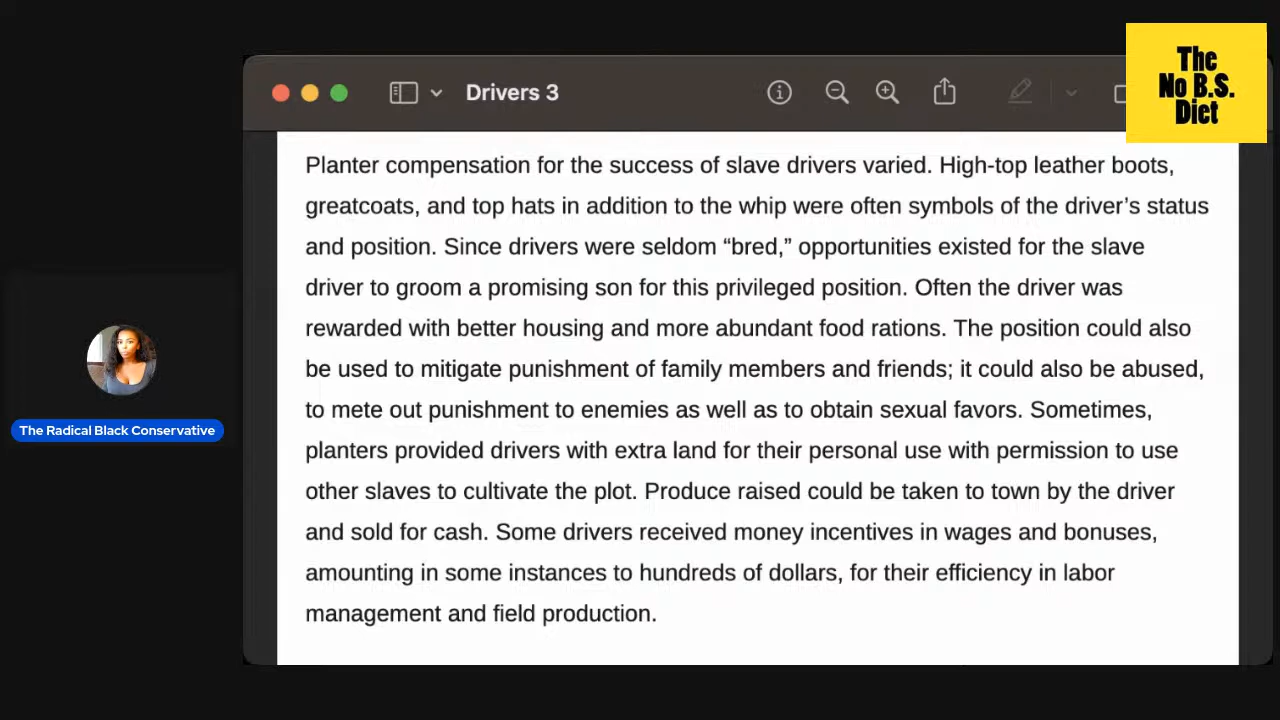 Drivers 3
The
No B.S.
Diet
Planter compensation for the success of slave drivers varied. High-top leather boots,
greatcoats, and top hats in addition to the whip were often symbols of the driver’s status
and position. Since drivers were seldom “bred,” opportunities existed for the slave
driver to groom a promising son for this privileged position. Often the driver was
rewarded with better housing and more abundant food rations. The position could also
be used to mitigate punishment of family members and friends; it could also be abused,
to mete out punishment to enemies as well as to obtain sexual favors. Sometimes,
planters provided drivers with extra land for their personal use with permission to use
other slaves to cultivate the plot. Produce raised could be taken to town by the driver
and sold for cash. Some drivers received money incentives in wages and bonuses,
amounting in some instances to hundreds of dollars, for their efficiency in labor
management and field production.
The Radical Black Conservative